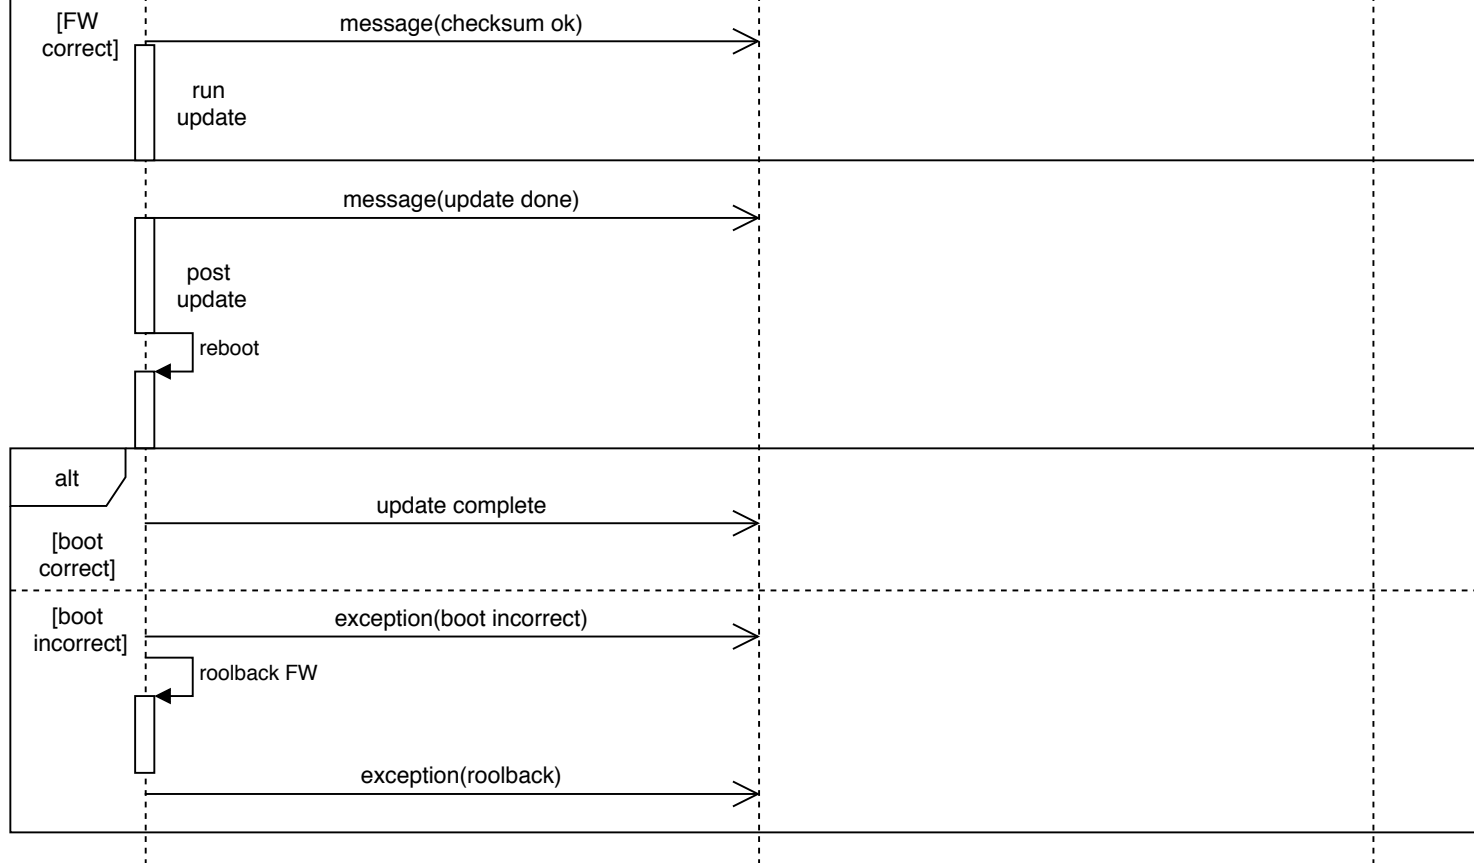 [FW
correct]
message(checksum ok)
run
update
message(update done)
post
update
reboot
alt
update complete
[boot
correct]
[boot
incorrect]
exception(boot incorrect)
roolback FW
exception(roolback)